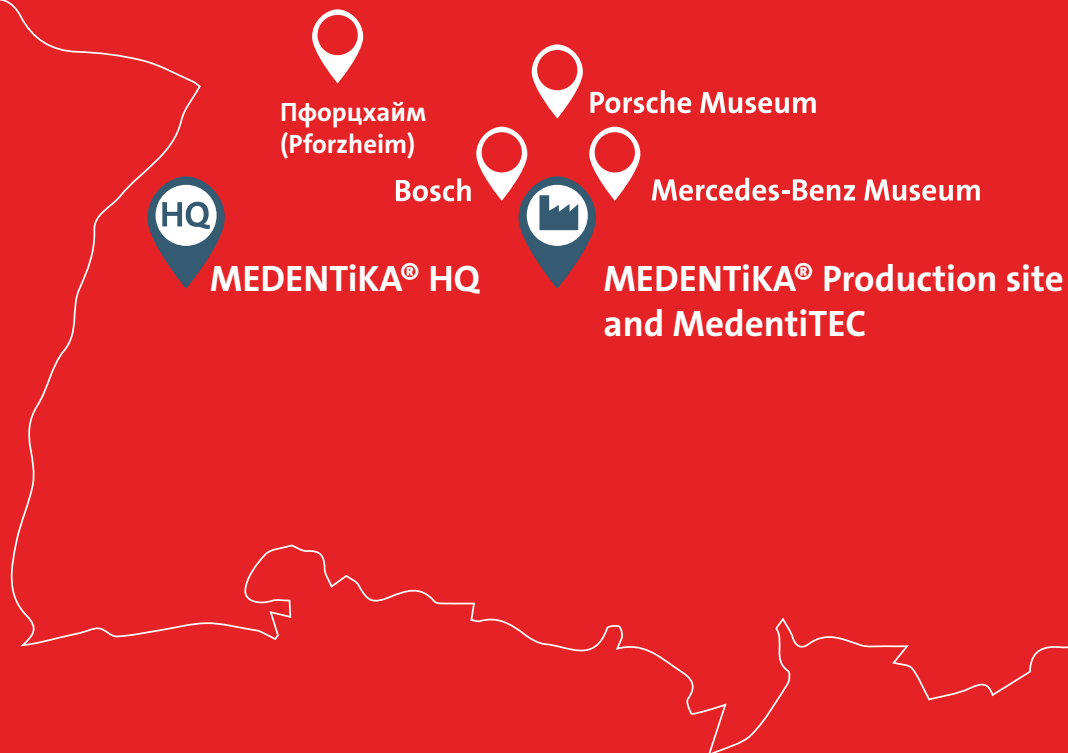 Пфорцхайм
(Pforzheim)
Porsche Museum
Bosch
Mercedes-Benz Museum
HQ
MEDENTiKA® HQ
MEDENTiKA® Production site
and MedentiTEC